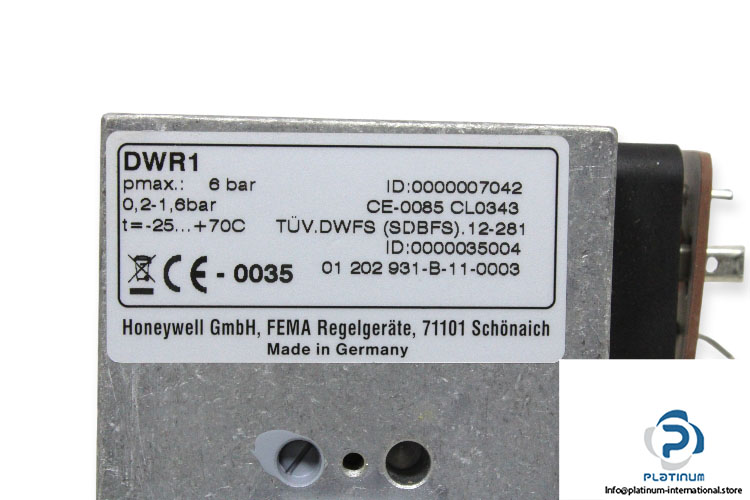 DWR1
pmax.: 6 bar ID:0000007042
0,2-1,6bar CE-0085 CL0343
t=-25...+70C TÜV.DWFS (SDBFS).12-281
ID:0000035004
CE - 0035 01 202 931-B-11-0003
Honeywell GmbH, FEMA Regelgeräte, 71101 Schönaich
Made in Germany
PLATINUM
Info@platinum-international.store